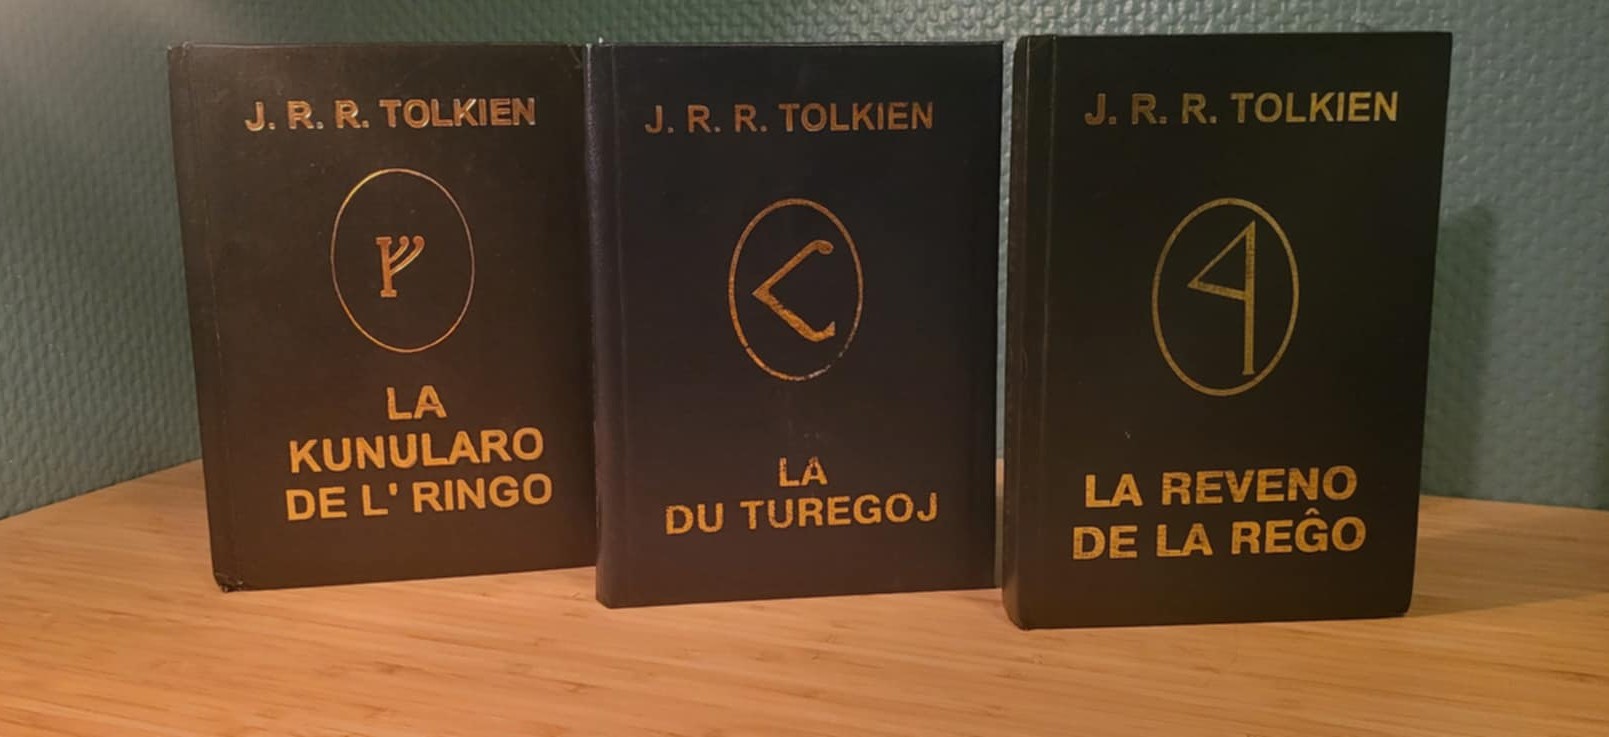 J. R. R. TOLKIEN
LA
KUNULARO
DE L' RINGO
J. R. R. TOLKIEN
LA
DU TUREGOJ
J. R. R. TOLKIEN
LA REVENO
DE LA REĜO